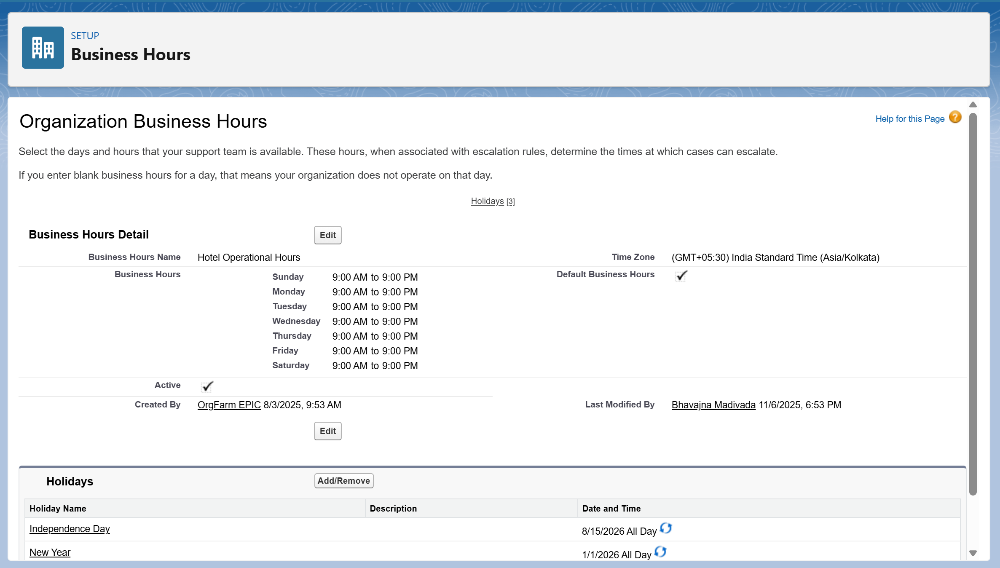 SETUP
Business Hours
Organization Business Hours
Help for this Page ?
Select the days and hours that your support team is available. These hours, when associated with escalation rules, determine the times at which cases can escalate.
If you enter blank business hours for a day, that means your organization does not operate on that day.
Holidays [3]
Business Hours Detail Edit
Business Hours Name Hotel Operational Hours Time Zone (GMT+05:30) India Standard Time (Asia/Kolkata)
Business Hours Sunday 9:00 AM to 9:00 PM Default Business Hours
Monday 9:00 AM to 9:00 PM
Tuesday 9:00 AM to 9:00 PM
Wednesday 9:00 AM to 9:00 PM
Thursday 9:00 AM to 9:00 PM
Friday 9:00 AM to 9:00 PM
Saturday 9:00 AM to 9:00 PM
Active
Created By OrgFarm EPIC 8/3/2025, 9:53 AM Last Modified By Bhavajna Madivada 11/6/2025, 6:53 PM
Edit
Holidays Add/Remove
Holiday Name Description Date and Time
Independence Day 8/15/2026 All Day
New Year 1/1/2026 All Day